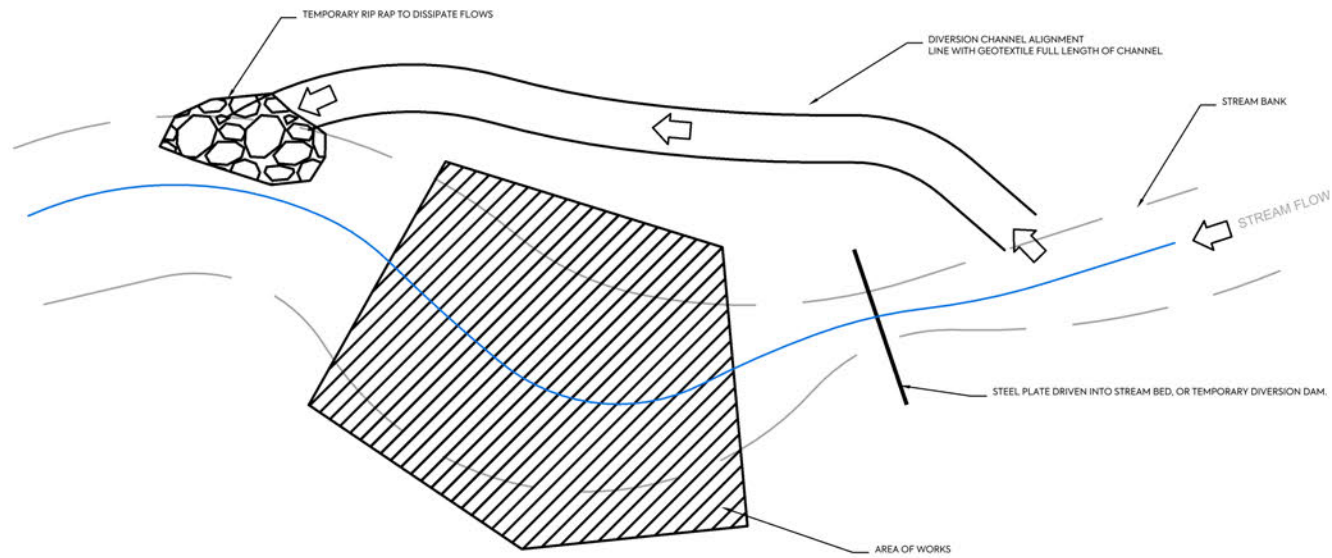 TEMPORARY RIP RAP TO DISSIPATE FLOWS
DIVERSION CHANNEL ALIGNMENT
LINE WITH GEOTEXTILE FULL LENGTH OF CHANNEL
STREAM BANK
STREAM FLOW
STEEL PLATE DRIVEN INTO STREAM BED, OR TEMPORARY DIVERSION DAM.
AREA OF WORKS